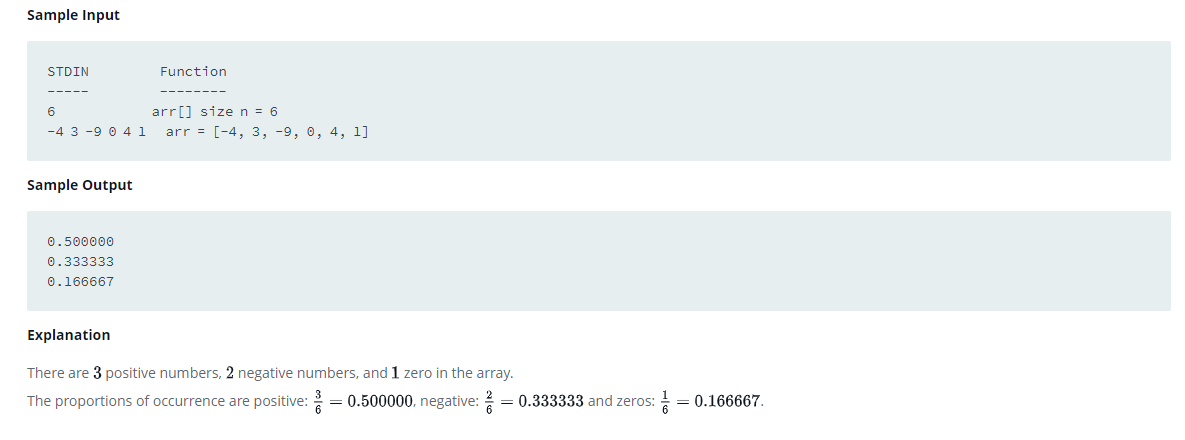 Sample Input
STDIN Function
----- --------
6 arr[] size n = 6
-4 3 -9 0 4 1 arr = [-4, 3, -9, 0, 4, 1]
Sample Output
0.500000
0.333333
0.166667
Explanation
There are 3 positive numbers, 2 negative numbers, and 1 zero in the array.
The proportions of occurrence are positive: 3/6 = 0.500000, negative: 2/6 = 0.333333 and zeros: 1/6 = 0.166667.